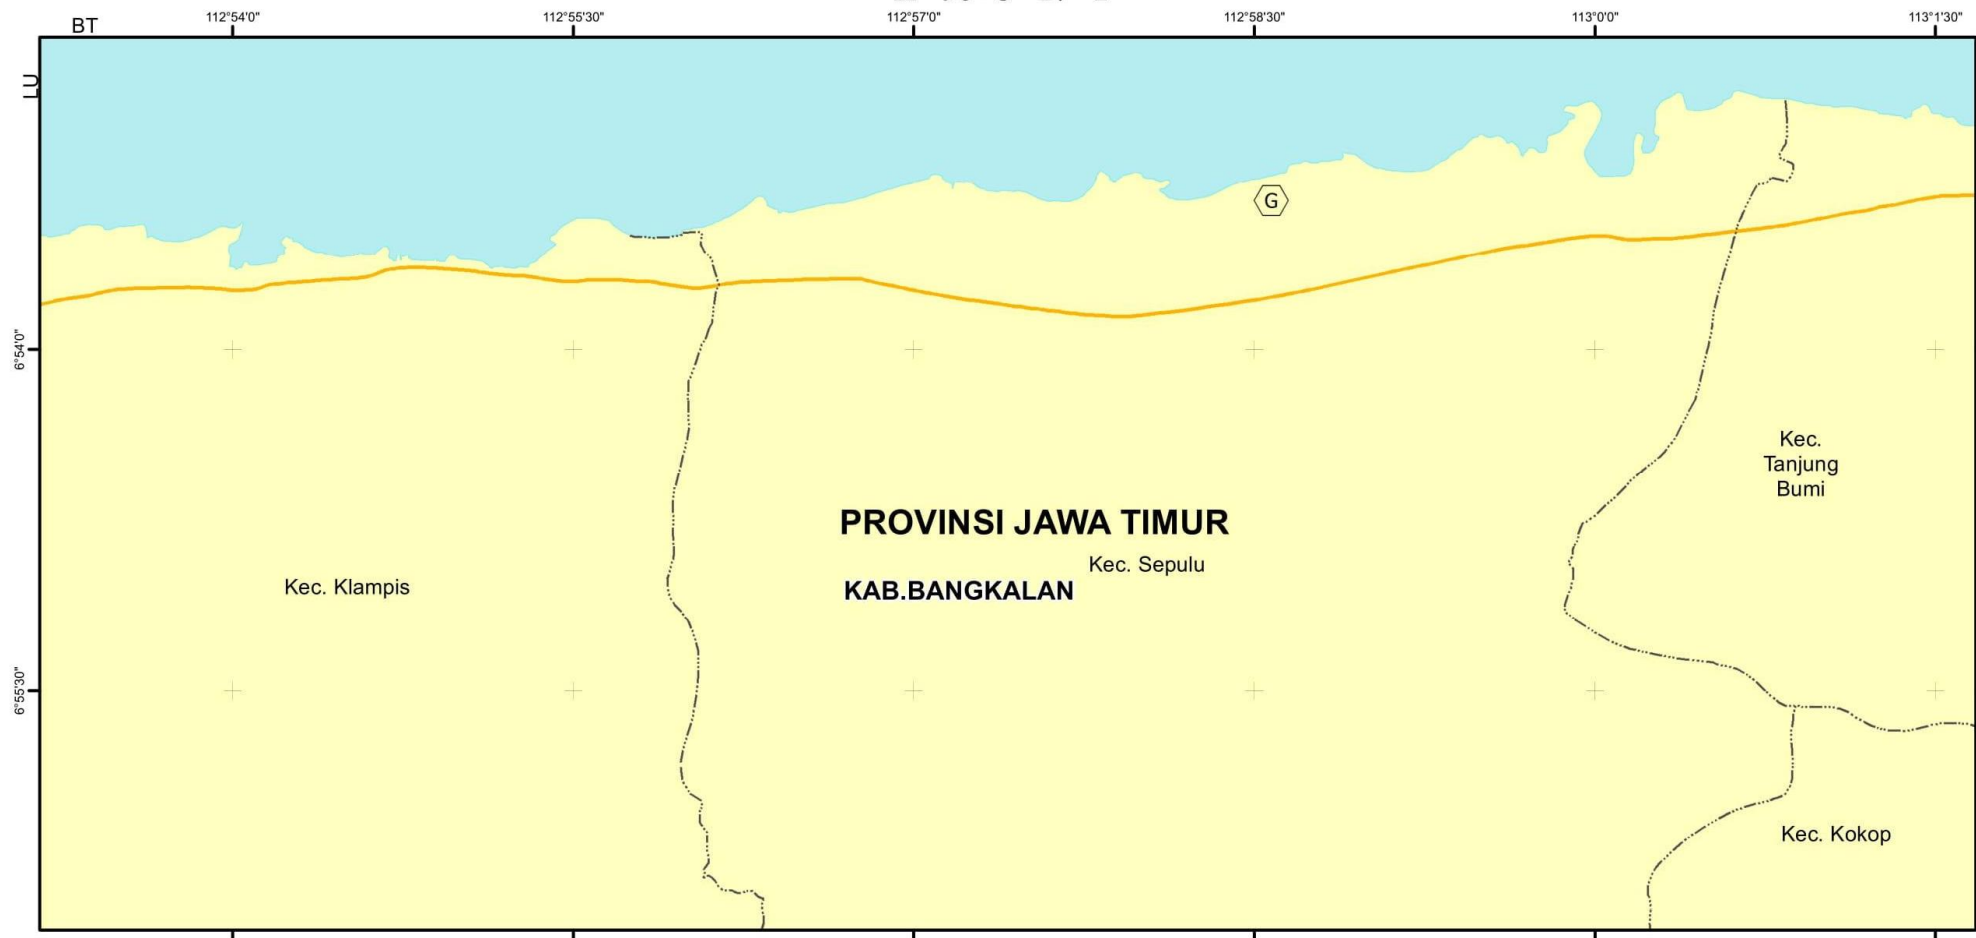 112°54'0"
112°55'30"
112°57'0"
112°58'30"
113°0'0"
113°1'30"
BT
LU
G
6°54'0"
Kec.
Tanjung
Bumi
PROVINSI JAWA TIMUR
Kec. Sepulu
Kec. Klampis
KAB.BANGKALAN
6°55'30"
Kec. Kokop